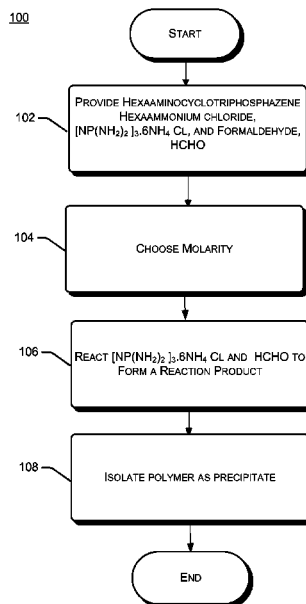 100
START
102
PROVIDE HEXAAMINOCYCLOTRIPHOSPHAZENE
HEXAAMMONIUM CHLORIDE,
[NP(NH2)2]3.6NH4 CL, AND FORMALDEHYDE,
HCHO
104
CHOOSE MOLARITY
106
REACT [NP(NH2)2]3.6NH4 CL AND HCHO TO
FORM A REACTION PRODUCT
108
ISOLATE POLYMER AS PRECIPITATE
END